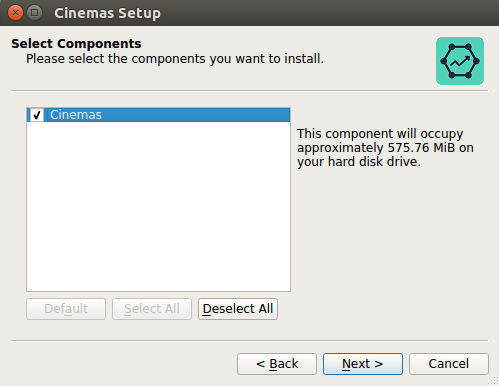 Cinemas Setup
Select Components
Please select the components you want to install.
Cinemas
This component will occupy
approximately 575.76 MiB on
your hard disk drive.
Default
Select All
Deselect All
< Back
Next >
Cancel